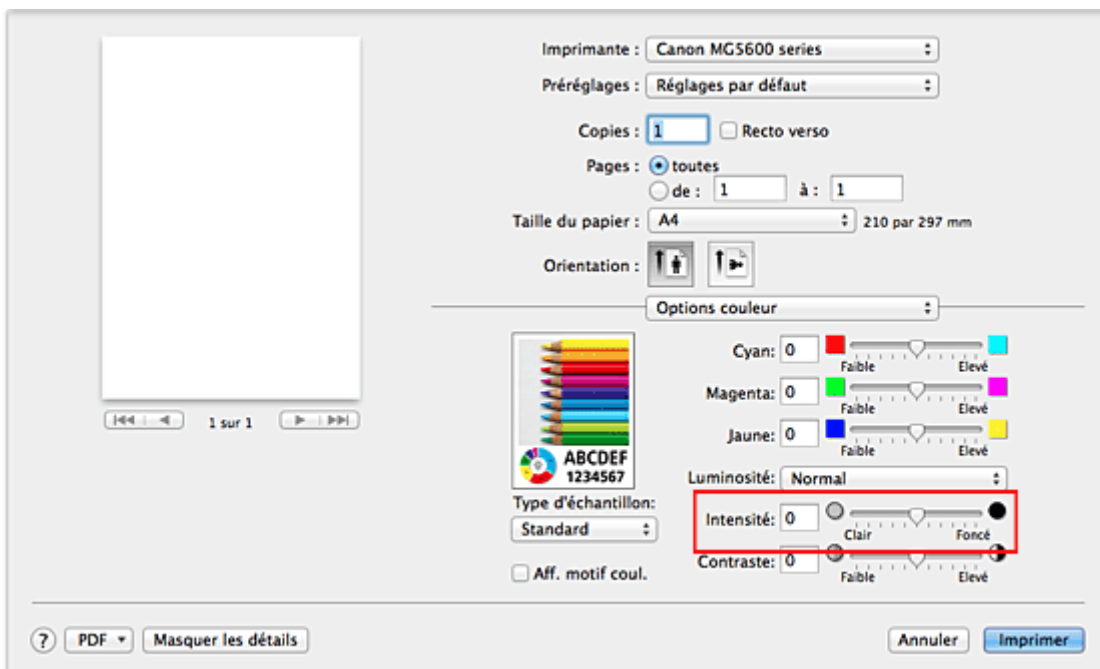 Imprimante : Canon MG5600 series
Préréglages : Réglages par défaut
Copies : 1 Recto verso
Pages : toutes
de : 1 à : 1
Taille du papier : A4 210 par 297 mm
Orientation :
Options couleur
1 sur 1
ABCDEF
1234567
Type d'échantillon:
Standard
Aff. motif coul.
Cyan: 0
Faible Elevé
Magenta: 0
Faible Elevé
Jaune: 0
Faible Elevé
Luminosité: Normal
Intensité: 0
Clair Foncé
Contraste: 0
Faible Elevé
? PDF Masquer les détails Annuler Imprimer